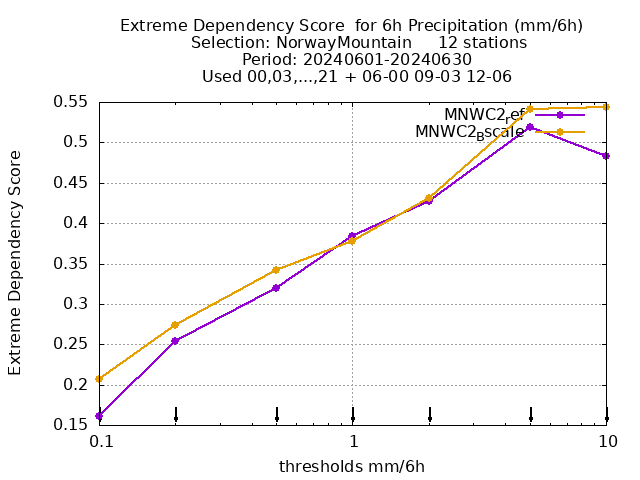 Extreme Dependency Score  for 6h Precipitation (mm/6h)
Selection: NorwayMountain     12 stations
Period: 20240601-20240630
Used 00,03,...,21 + 06-00 09-03 12-06
MNWC2ref
MNWC2Bscale
Extreme Dependency Score
0.55
0.5
0.45
0.4
0.35
0.3
0.25
0.2
0.15
0.1
1
10
thresholds mm/6h